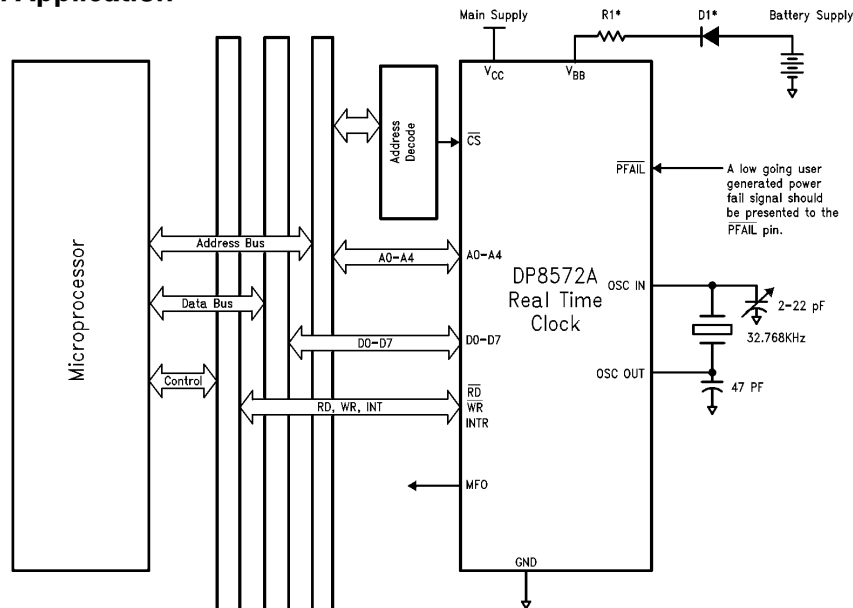 Application
Main Supply
R1*
D1*
Battery Supply
VCC
VBB
Address
Decode
CS
PFAIL
A low going user
generated power
fail signal should
be presented to the
PFAIL pin.
Microprocessor
Address Bus
A0-A4
A0-A4
DP8572A
Real Time
Clock
OSC IN
2-22 pF
Data Bus
32.768KHz
D0-D7
D0-D7
OSC OUT
Control
47 PF
RD, WR, INT
RD
WR
INTR
MFO
GND